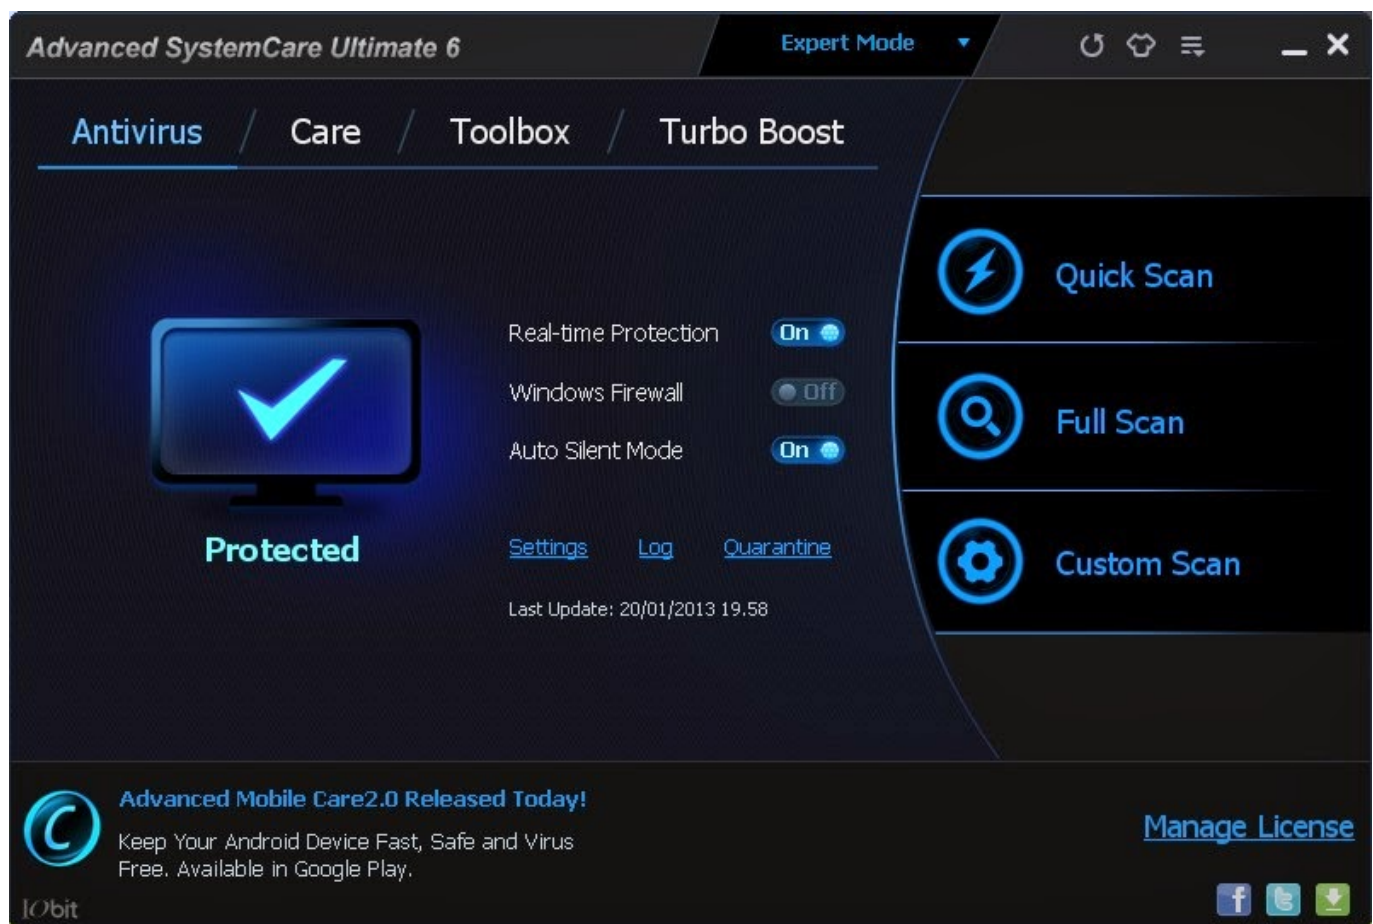 Advanced SystemCare Ultimate 6
Expert Mode
Antivirus
Care
Toolbox
Turbo Boost
Real-time Protection
On
Windows Firewall
Off
Auto Silent Mode
On
Protected
Settings
Log
Quarantine
Last Update: 20/01/2013 19.58
Quick Scan
Full Scan
Custom Scan
Advanced Mobile Care2.0 Released Today!
Keep Your Android Device Fast, Safe and Virus
Free. Available in Google Play.
Manage License
IObit